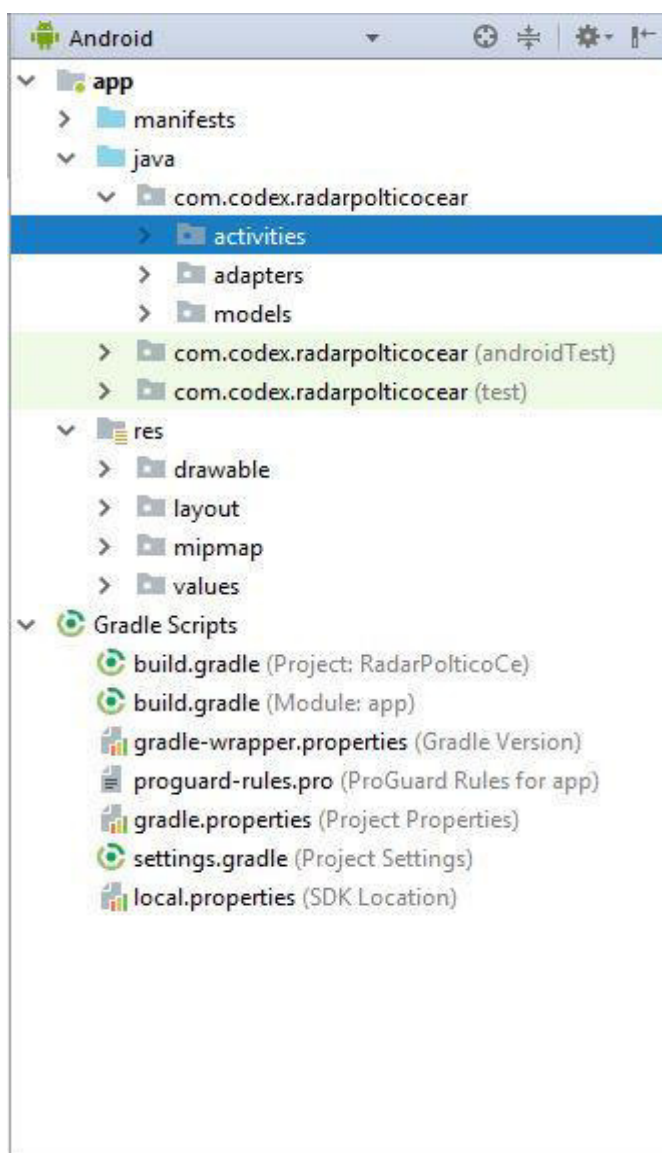 Android
app
manifests
java
com.codex.radarpolticocear
activities
adapters
models
com.codex.radarpolticocear (androidTest)
com.codex.radarpolticocear (test)
res
drawable
layout
mipmap
values
Gradle Scripts
build.gradle (Project: RadarPolticoCe)
build.gradle (Module: app)
gradle-wrapper.properties (Gradle Version)
proguard-rules.pro (ProGuard Rules for app)
gradle.properties (Project Properties)
settings.gradle (Project Settings)
local.properties (SDK Location)